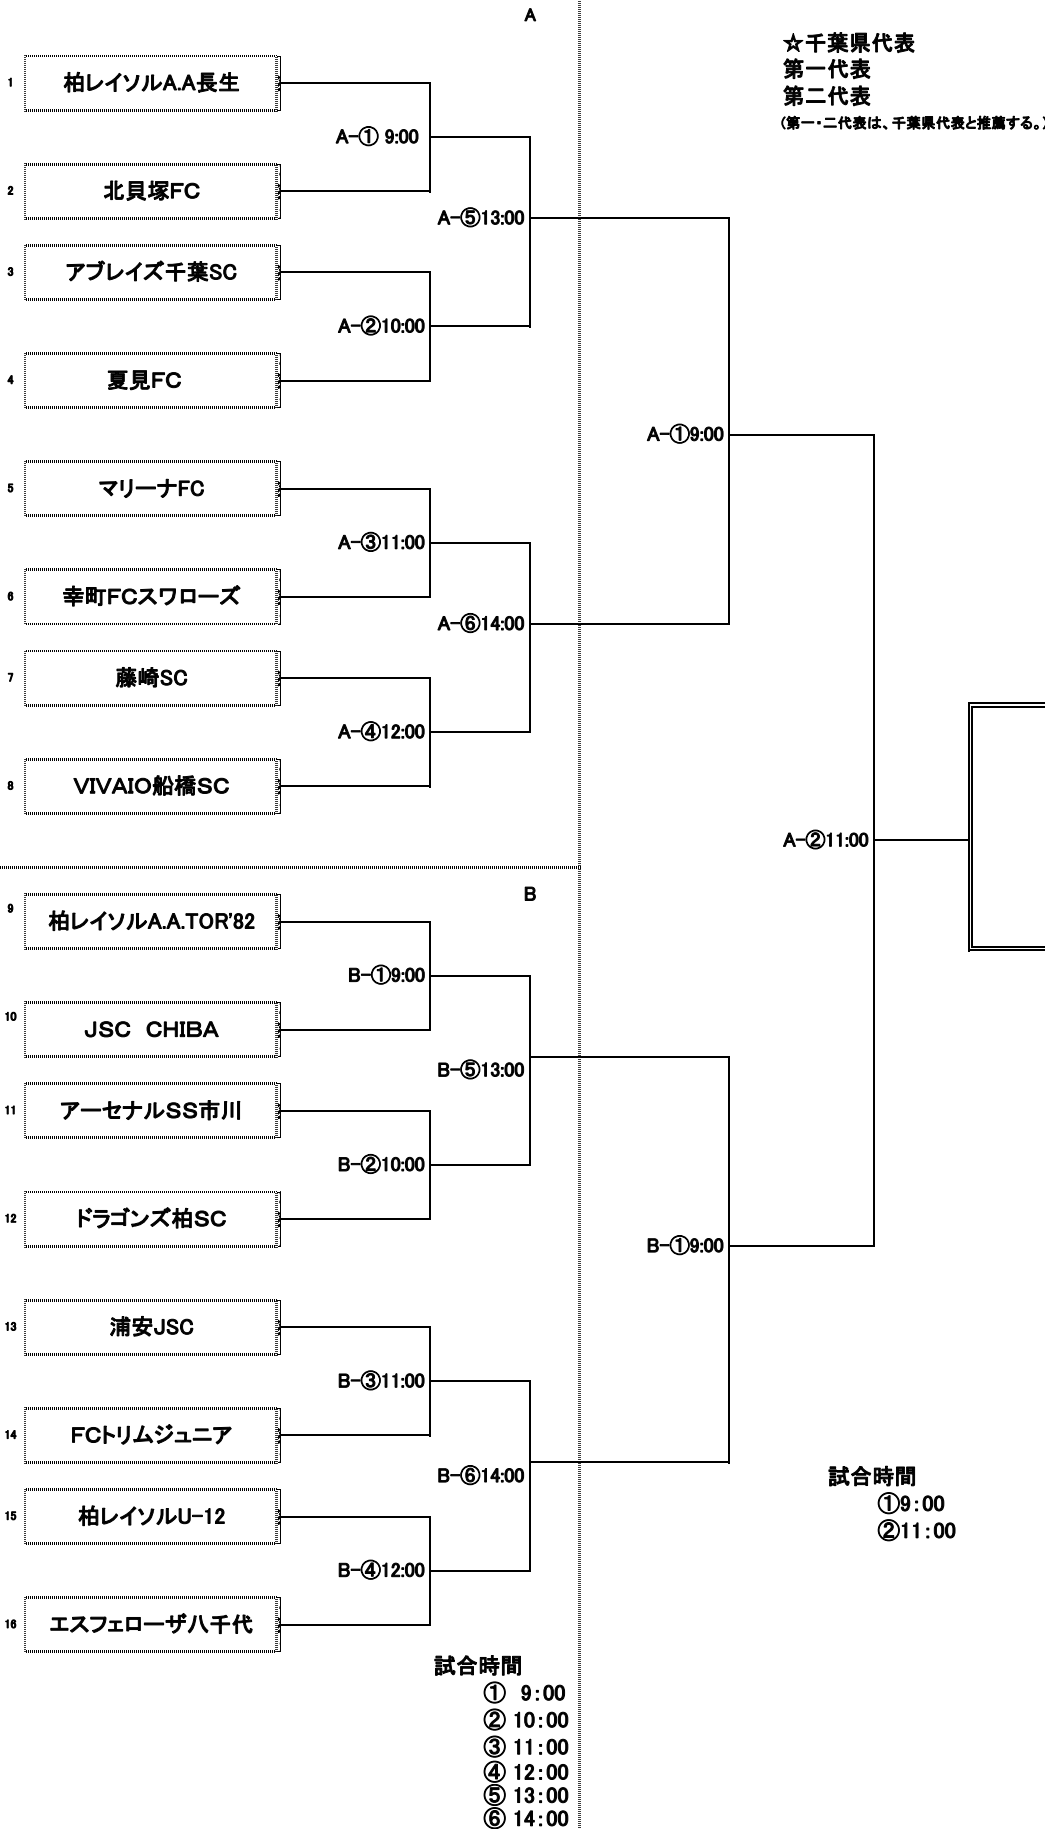 A
☆千葉県代表
第一代表
第二代表
(第一・二代表は、千葉県代表と推薦する。)
1 柏レイソルA.A長生
A-① 9:00
2 北貝塚FC
A-⑤13:00
3 アブレイズ千葉SC
A-②10:00
4 夏見FC
A-①9:00
5 マリーナFC
A-③11:00
6 幸町FCスワローズ
A-⑥14:00
7 藤崎SC
A-④12:00
8 VIVAIO船橋SC
A-②11:00
B
9 柏レイソルA.A.TOR'82
B-①9:00
10 JSC　CHIBA
B-⑤13:00
11 アーセナルSS市川
B-②10:00
12 ドラゴンズ柏SC
B-①9:00
13 浦安JSC
B-③11:00
14 FCトリムジュニア
B-⑥14:00
15 柏レイソルU-12
B-④12:00
16 エスフェローザ八千代
試合時間
①9:00
②11:00
試合時間
① 9:00
② 10:00
③ 11:00
④ 12:00
⑤ 13:00
⑥ 14:00